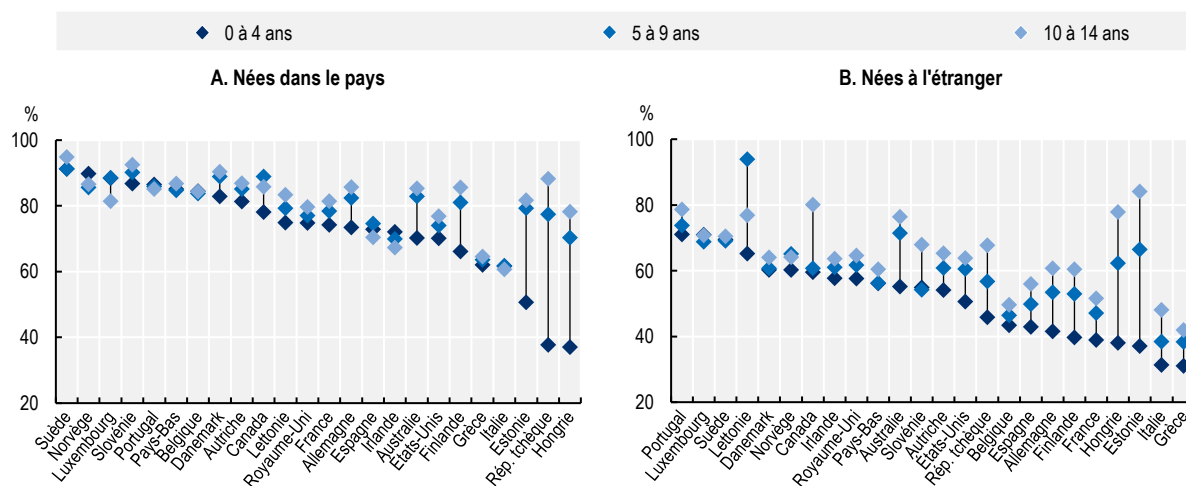 0 à 4 ans 5 à 9 ans 10 à 14 ans
A. Nées dans le pays
%
100
80
60
40
20
Suède
Norvège
Luxembourg
Slovénie
Portugal
Pays-Bas
Belgique
Danemark
Autriche
Canada
Lettonie
Royaume-Uni
France
Allemagne
Espagne
Irlande
Australie
Etats-Unis
Finlande
Grèce
Italie
Estonie
Rép. tchèque
Hongrie
B. Nées à l'étranger
%
100
80
60
40
20
Portugal
Luxembourg
Suède
Lettonie
Danemark
Norvège
Canada
Irlande
Royaume-Uni
Pays-Bas
Australie
Slovénie
Autriche
Etats-Unis
Rép. tchèque
Belgique
Espagne
Allemagne
Finlande
France
Hongrie
Estonie
Italie
Grèce